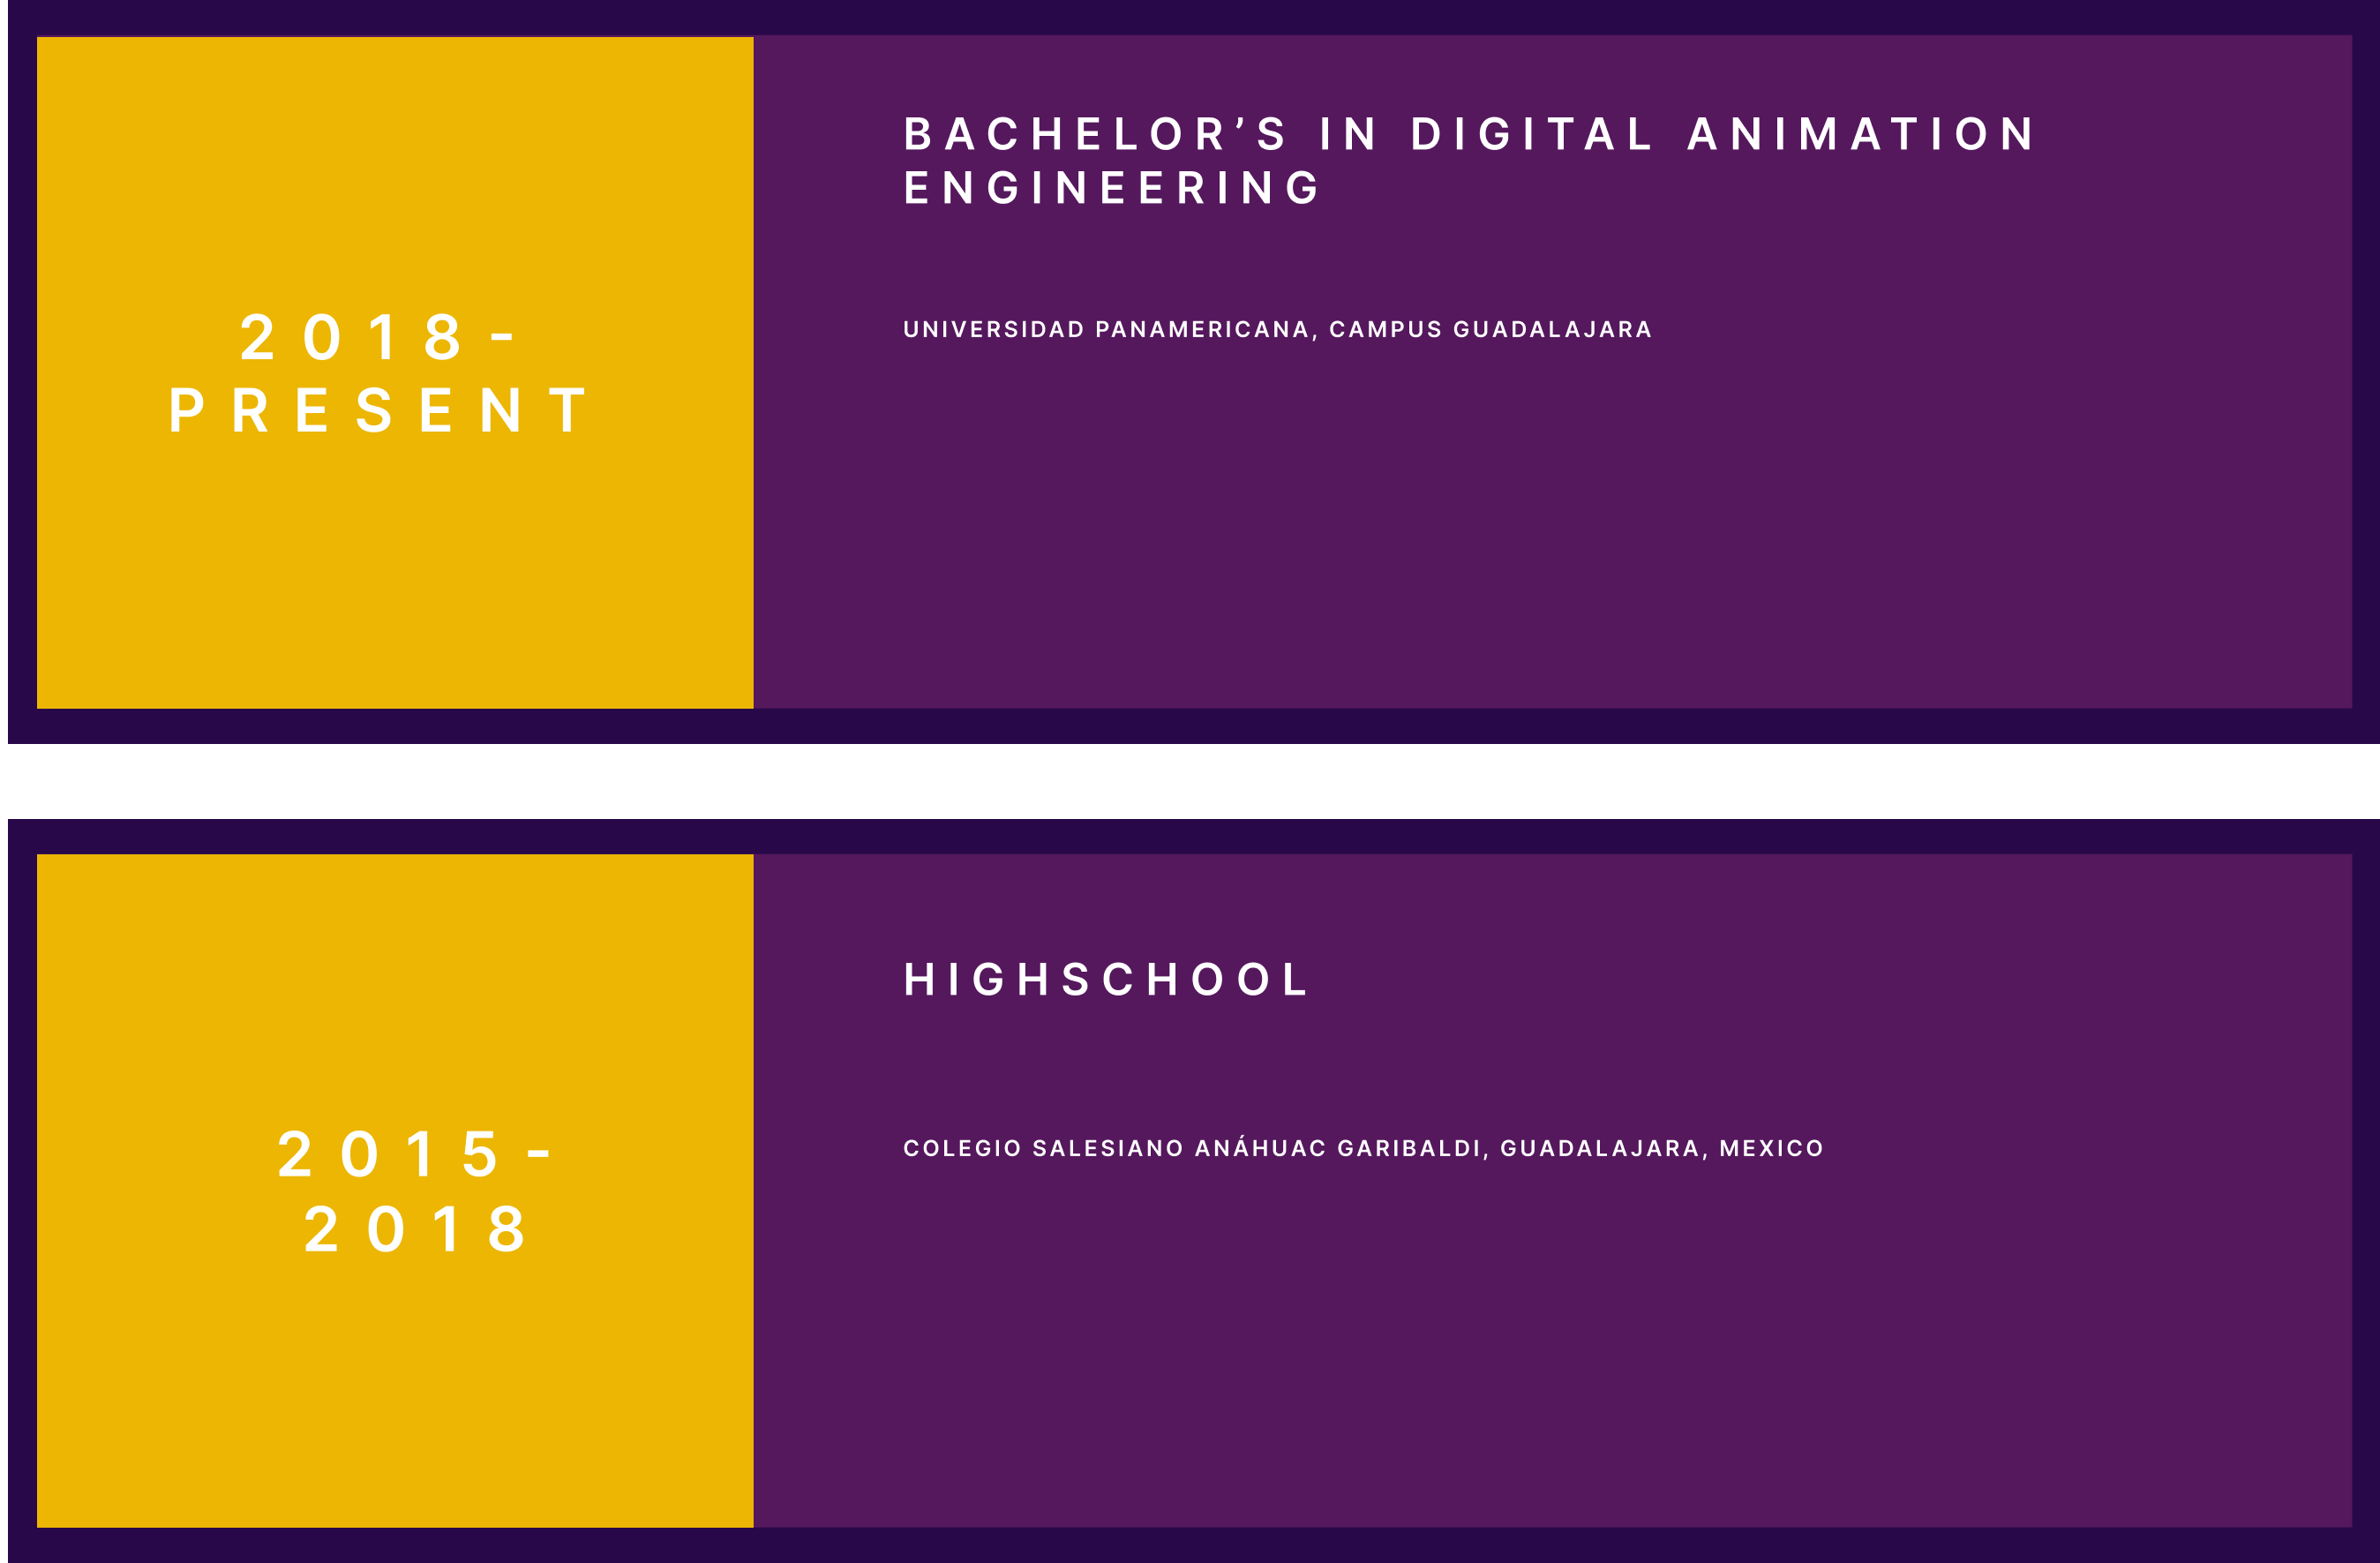 2018-
PRESENT
BACHELOR’S IN DIGITAL ANIMATION
ENGINEERING
UNIVERSIDAD PANAMERICANA, CAMPUS GUADALAJARA
2015-
2018
HIGHSCHOOL
COLEGIO SALESIANO ANÁHUAC GARIBALDI, GUADALAJARA, MEXICO